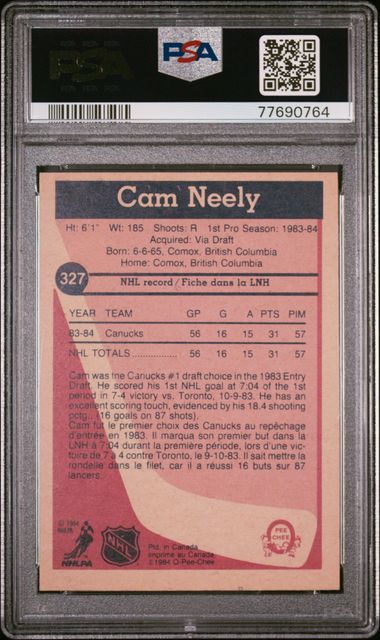 PSA
PSA
77690764
Cam Neely
Ht: 6'1" Wt: 185 Shoots: R 1st Pro Season: 1983-84
Acquired: Via Draft
Born: 6-6-65, Comox, British Columbia
Home: Comox, British Columbia
327
NHL record/Fiche dans la LNH
YEAR TEAM GP G A PTS PIM
83-84 Canucks 56 16 15 31 57
NHL TOTALS 56 16 15 31 57
Cam was the Canucks #1 draft choice in the 1983 Entry
Draft. He scored his 1st NHL goal at 7:04 of the 1st
period in 7-4 victory vs. Toronto, 10-9-83. He has an
excellent scoring touch, evidenced by his 18.4 shooting
pctg. (16 goals on 87 shots).
Cam fut le premier choix des Canucks au repêchage
d'entrée en 1983. Il marqua son premier but dans la
LNH à 7:04 durant la première période, lors d'une vic-
toire de 7 à 4 contre Toronto, le 9-10-83. Il sait mettre la
rondelle dans le filet, car il a réussi 16 buts sur 87
lancers.
© 1984
NHLPA
NHLPA
NHL
Ptd. in Canada
Imprimé au Canada
© 1984 O-Pee-Chee
O
PEE
CHEE